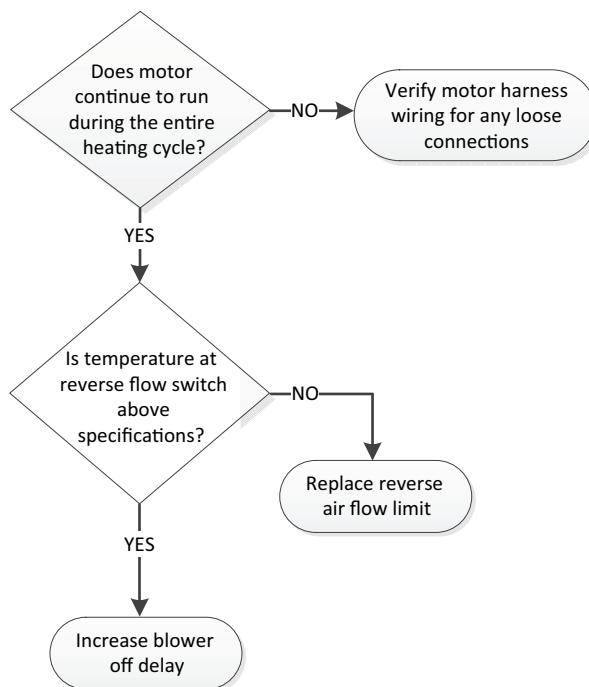 Does motor
continue to run
during the entire
heating cycle?
NO
Verify motor harness
wiring for any loose
connections
YES
Is temperature at
reverse flow switch
above
specifications?
NO
Replace reverse
air flow limit
YES
Increase blower
off delay